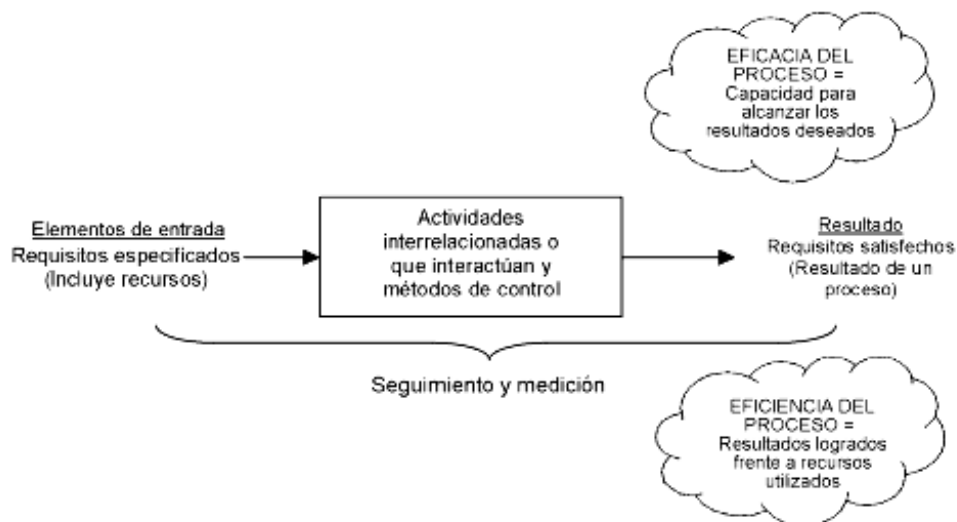 EFICACIA DEL
PROCESO =
Capacidad para
alcanzar los
resultados deseados
Elementos de entrada
Requisitos especificados
(Incluye recursos)
Actividades
interrelacionadas o
que interactúan y
métodos de control
Resultado
Requisitos satisfechos
(Resultado de un
proceso)
Seguimiento y medición
EFICIENCIA DEL
PROCESO =
Resultados logrados
frente a recursos
utilizados